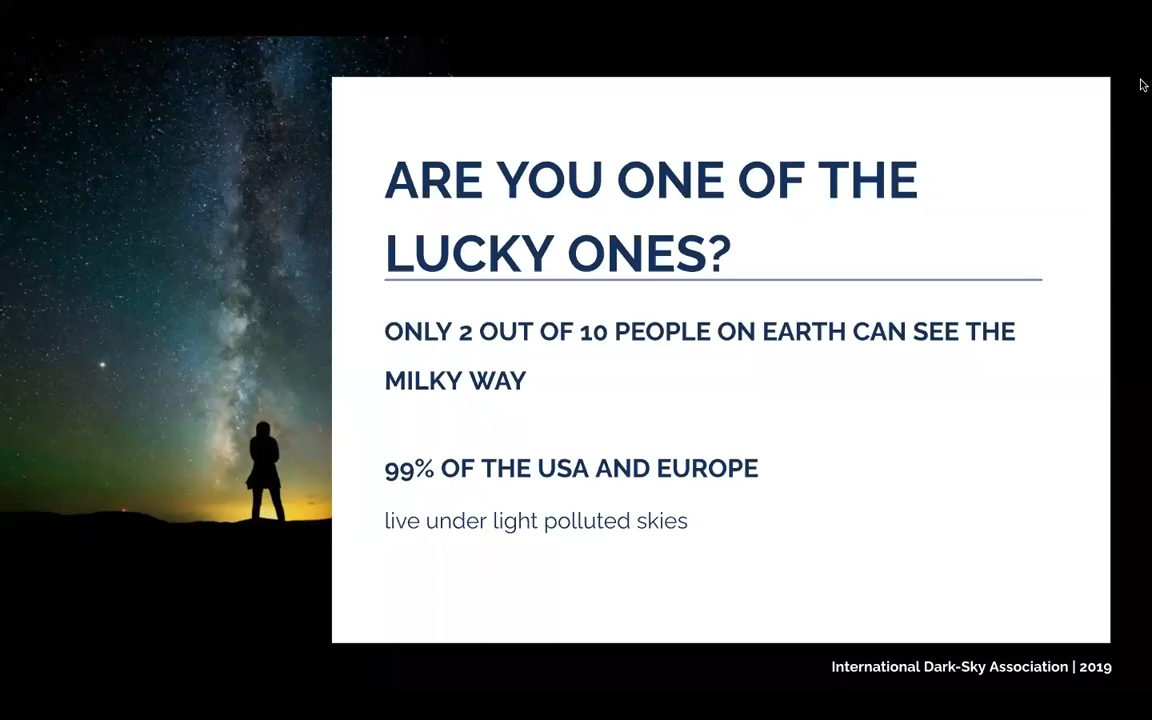 ARE YOU ONE OF THE
LUCKY ONES?
ONLY 2 OUT OF 10 PEOPLE ON EARTH CAN SEE THE
MILKY WAY
99% OF THE USA AND EUROPE
live under light polluted skies
International Dark-Sky Association | 2019